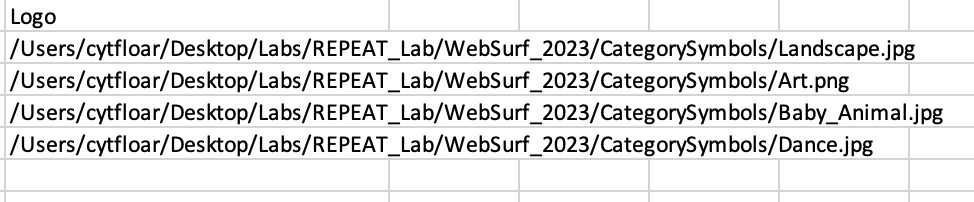 Logo
/Users/cytfloar/Desktop/Labs/REPEAT_Lab/WebSurf_2023/CategorySymbols/Landscape.jpg
/Users/cytfloar/Desktop/Labs/REPEAT_Lab/WebSurf_2023/CategorySymbols/Art.png
/Users/cytfloar/Desktop/Labs/REPEAT_Lab/WebSurf_2023/CategorySymbols/Baby_Animal.jpg
/Users/cytfloar/Desktop/Labs/REPEAT_Lab/WebSurf_2023/CategorySymbols/Dance.jpg